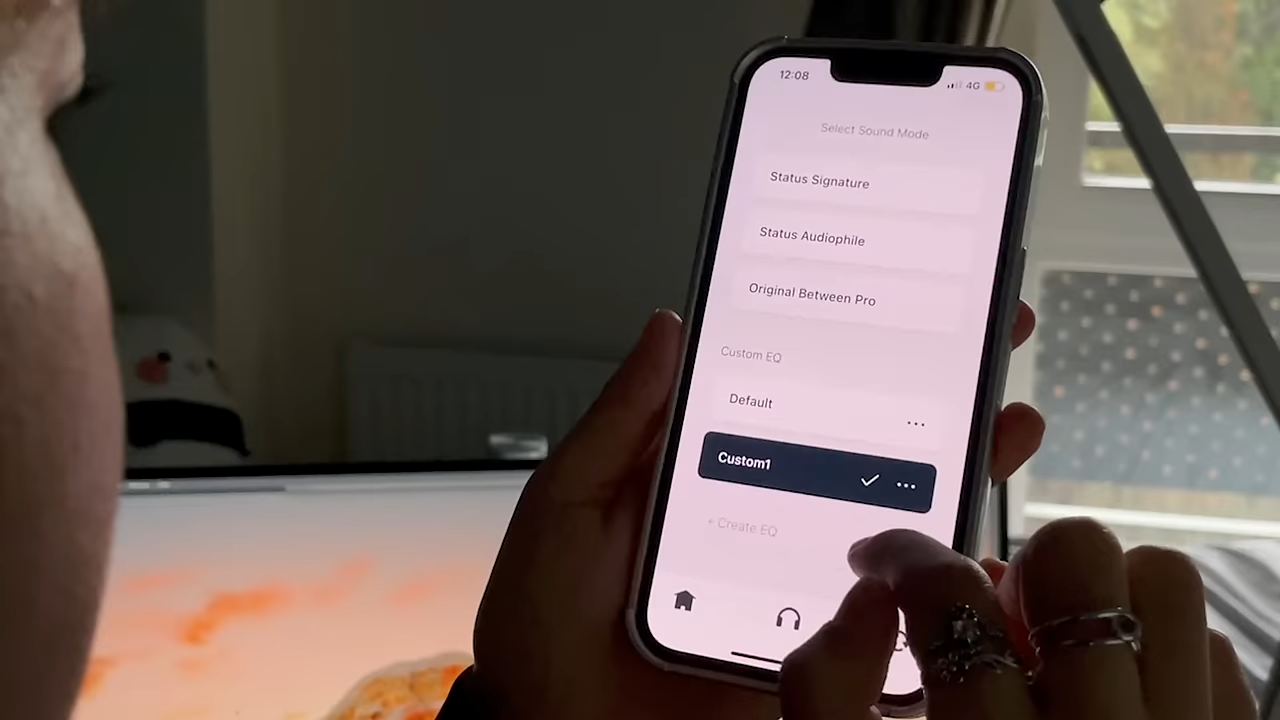 12:08
4G
Select Sound Mode
Status Signature
Status Audiophile
Original Between Pro
Custom EQ
Default
Custom1
+ Create EQ